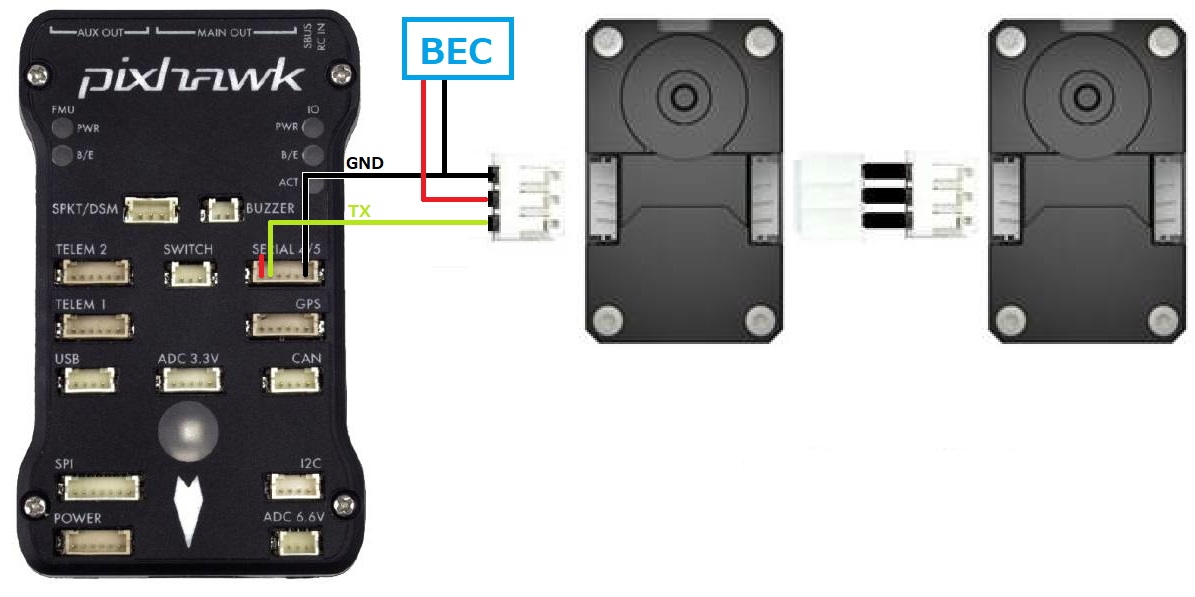 AUX OUT
MAIN OUT
SBUS
RC IN
BEC
pixhawk
FMU
IO
PWR
PWR
B/E
B/E
GND
ACT
SPKT/DSM
BUZZER
TX
TELEM 2
SWITCH
SERIAL 4/5
TELEM 1
GPS
USB
ADC 3.3V
CAN
SPI
I2C
POWER
ADC 6.6V